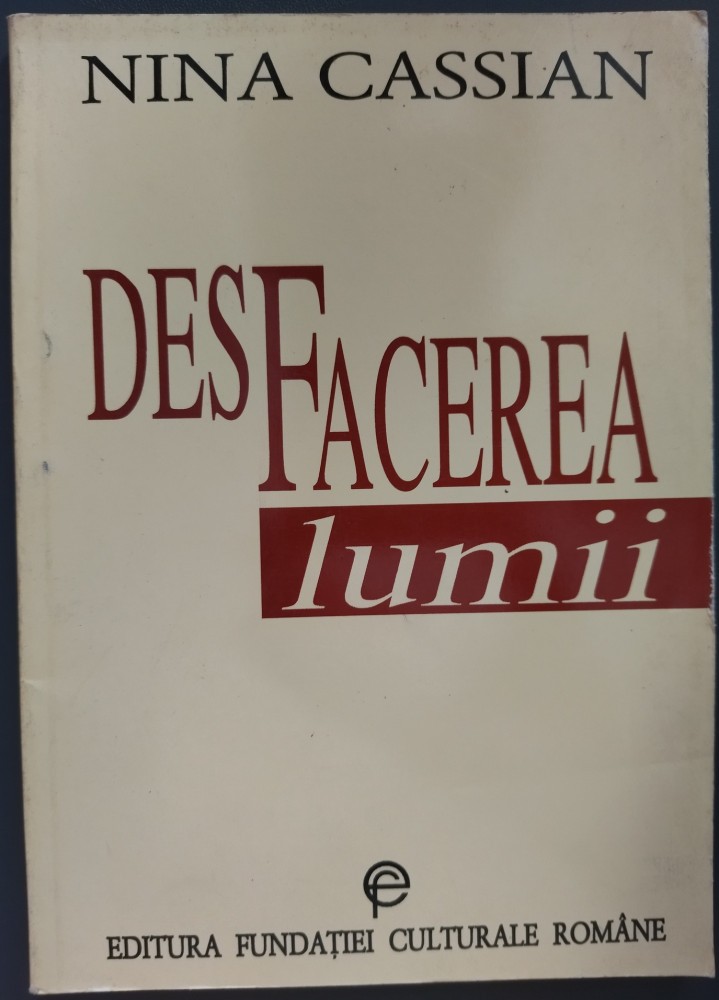 NINA CASSIAN
DESFACEREA
lumii
EDITURA FUNDAȚIEI CULTURALE ROMÂNE